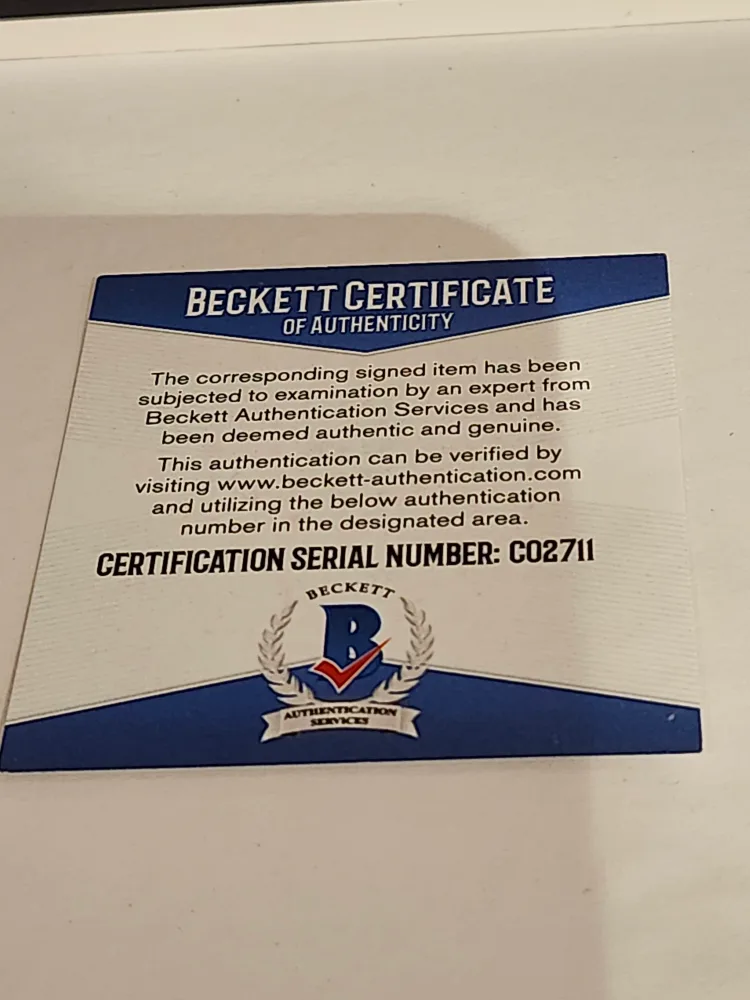 BECKETT CERTIFICATE
OF AUTHENTICITY
The corresponding signed item has been
subjected to examination by an expert from
Beckett Authentication Services and has
been deemed authentic and genuine.
This authentication can be verified by
visiting www.beckett-authentication.com
and utilizing the below authentication
number in the designated area.
CERTIFICATION SERIAL NUMBER: C02711
BECKETT
B
AUTHENTICATION
SERVICES